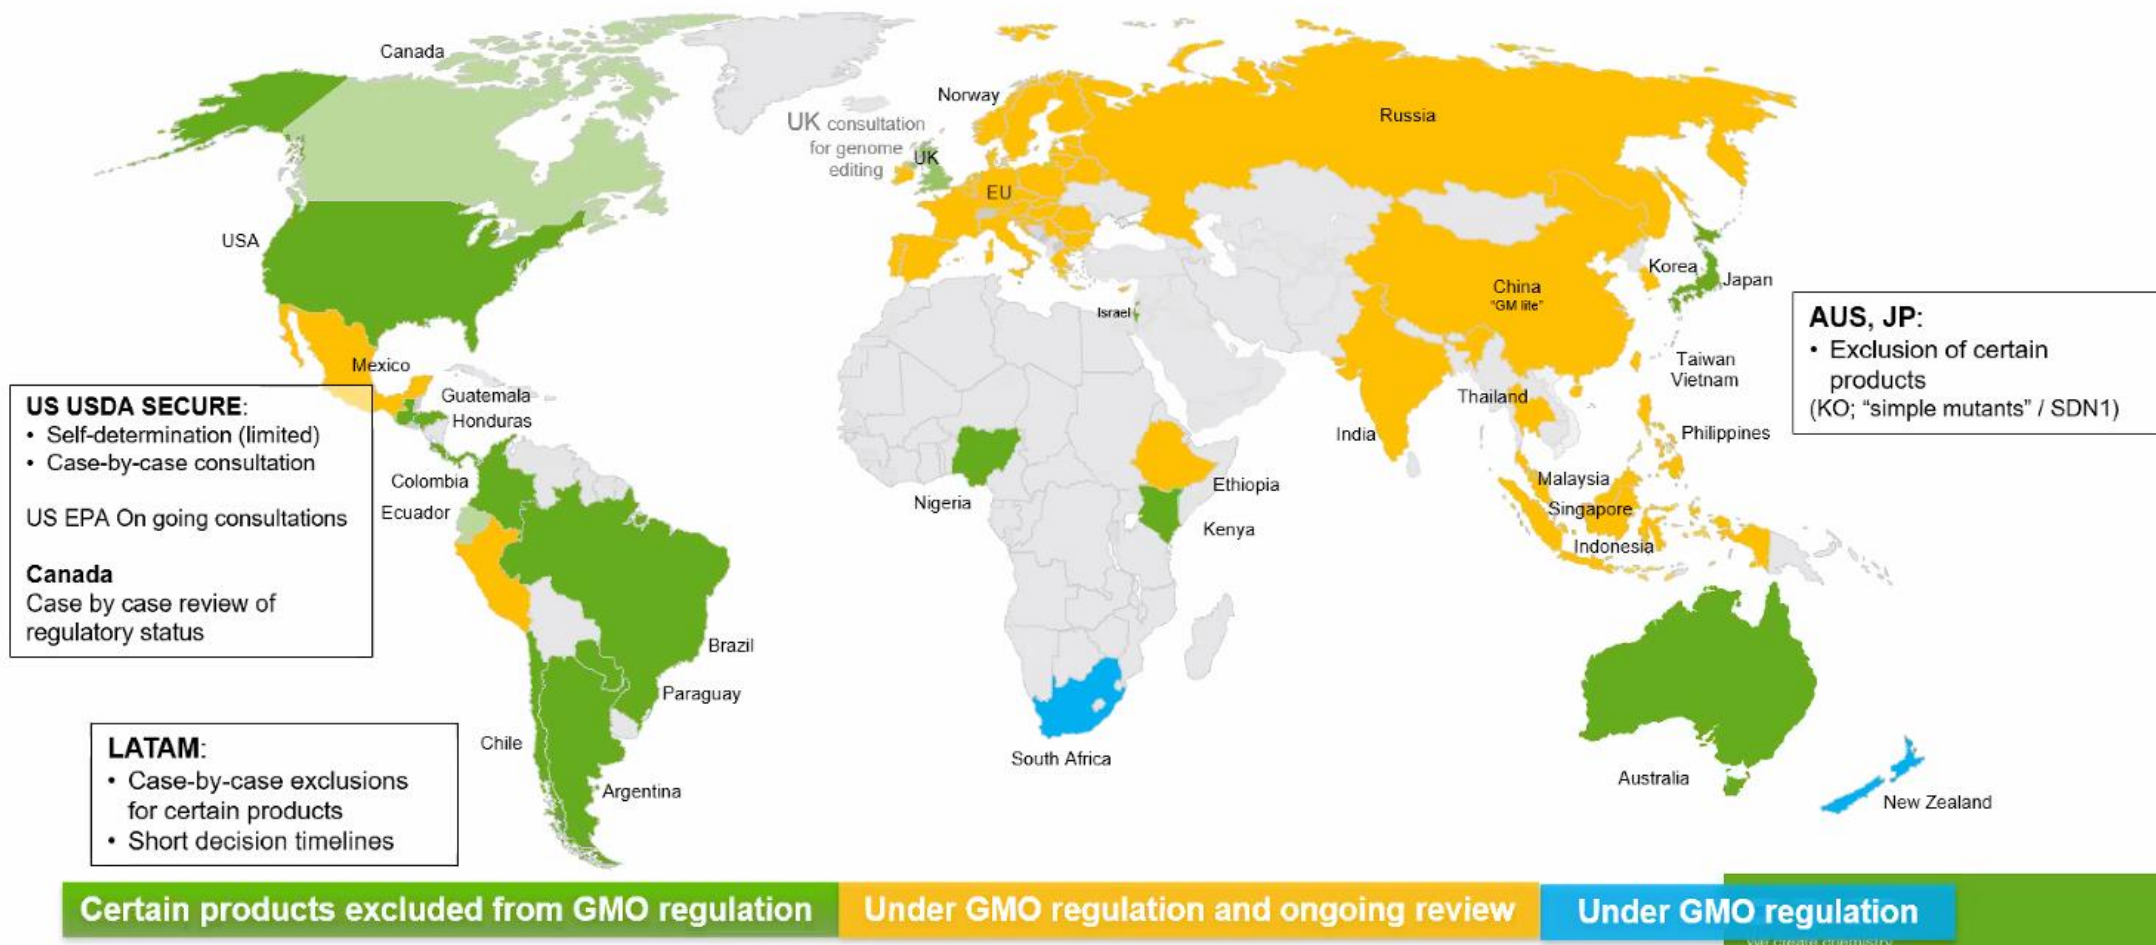 Canada
Norway
Russia
UK consultation
for genome
editing
UK
EU
USA
China
"GM lite"
Korea
Japan
Israel
Mexico
Guatemala
Honduras
Taiwan
Vietnam
Thailand
India
Philippines
Colombia
Ecuador
Nigeria
Ethiopia
Kenya
Malaysia
Singapore
Indonesia
Brazil
Paraguay
Chile
Argentina
South Africa
Australia
New Zealand
US USDA SECURE:
• Self-determination (limited)
• Case-by-case consultation
US EPA On going consultations
Canada
Case by case review of
regulatory status
AUS, JP:
• Exclusion of certain
products
(KO; "simple mutants" / SDN1)
LATAM:
• Case-by-case exclusions
for certain products
• Short decision timelines
Certain products excluded from GMO regulation
Under GMO regulation and ongoing review
Under GMO regulation
We create chemistry